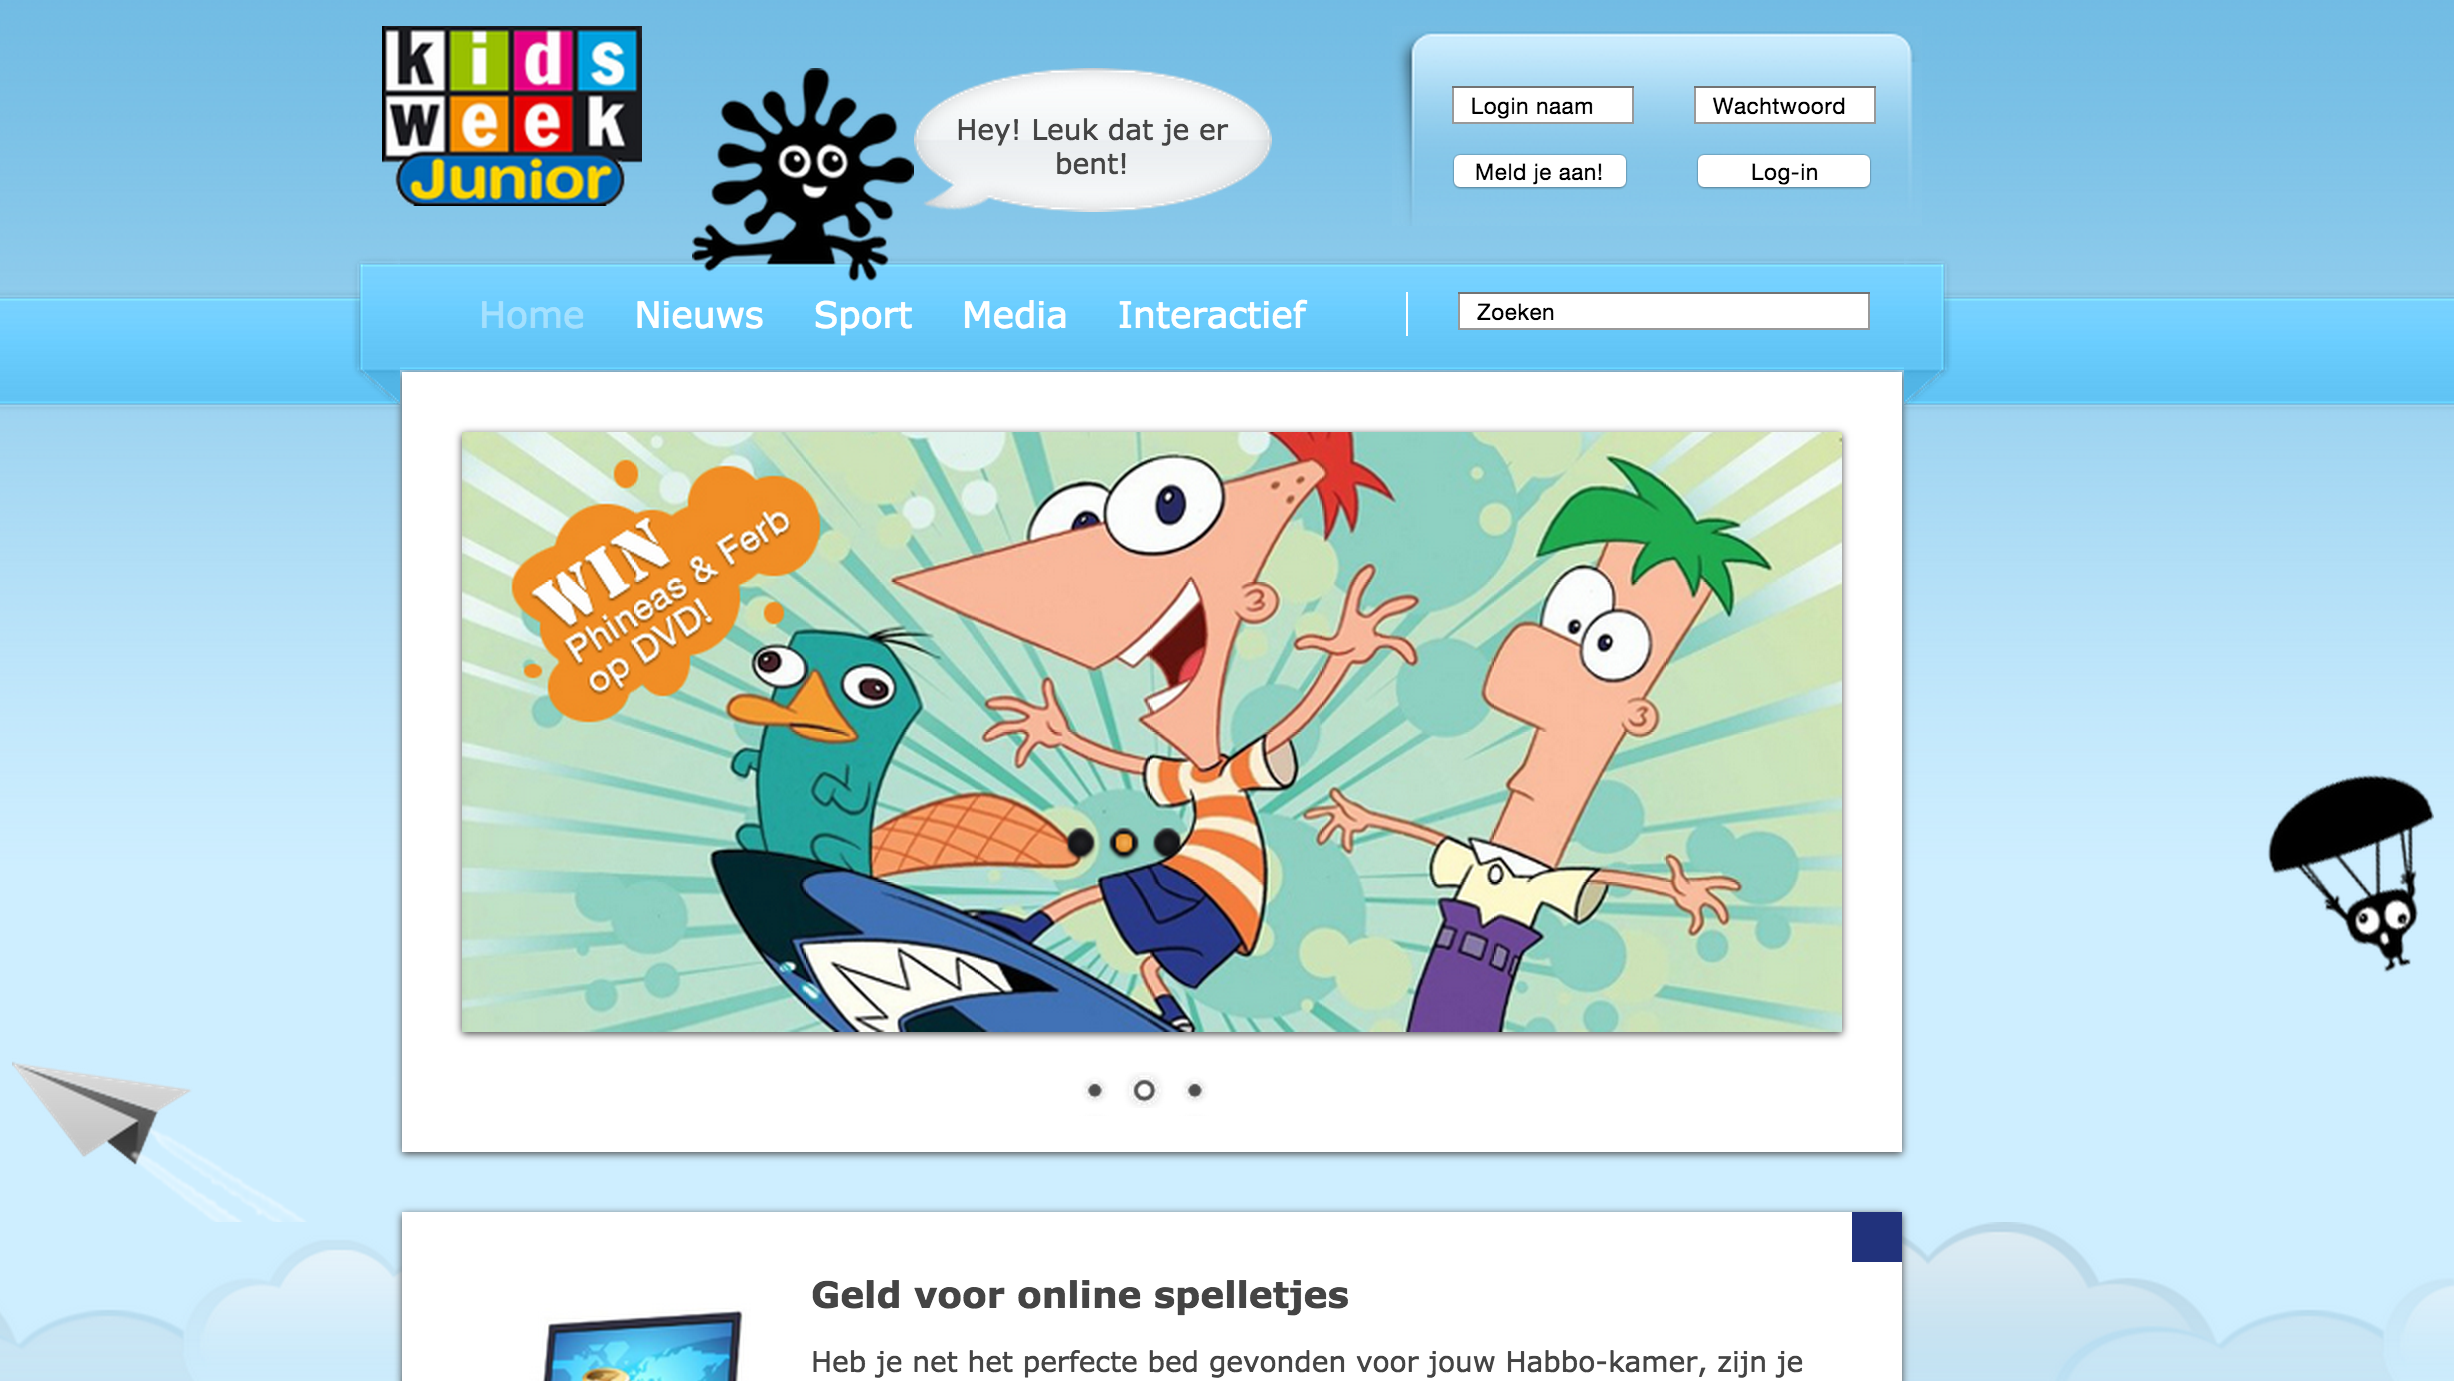 kids
week
Junior
Hey! Leuk dat je er
bent!
Login naam
Wachtwoord
Meld je aan!
Log-in
Home Nieuws Sport Media Interactief
Zoeken
WIN
Phineas & Ferb
op DVD!
Geld voor online spelletjes
Heb je net het perfecte bed gevonden voor jouw Habbo-kamer, zijn je